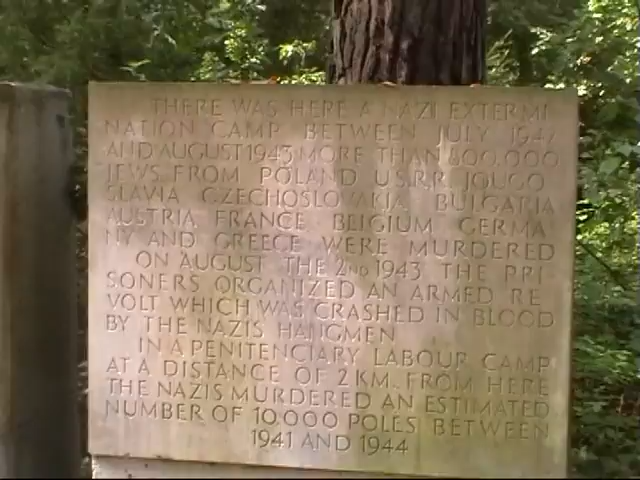 THERE WAS HERE A NAZI EXTERMI
NATION CAMP BETWEEN JULY 1942
AND AUGUST 1943 MORE THAN 800.000
JEWS FROM POLAND USRR JOUGO
SLAVIA CZECHOSLOVAKIA BULGARIA
AUSTRIA FRANCE BELGIUM GERMA
NY AND GREECE WERE MURDERED
ON AUGUST THE 2ND 1943 THE PRI
SONERS ORGANIZED AN ARMED RE
VOLT WHICH WAS CRASHED IN BLOOD
BY THE NAZIS HANGMEN
IN A PENITENCIARY LABOUR CAMP
AT A DISTANCE OF 2 KM. FROM HERE
THE NAZIS MURDERED AN ESTIMATED
NUMBER OF 10.000 POLES BETWEEN
1941 AND 1944